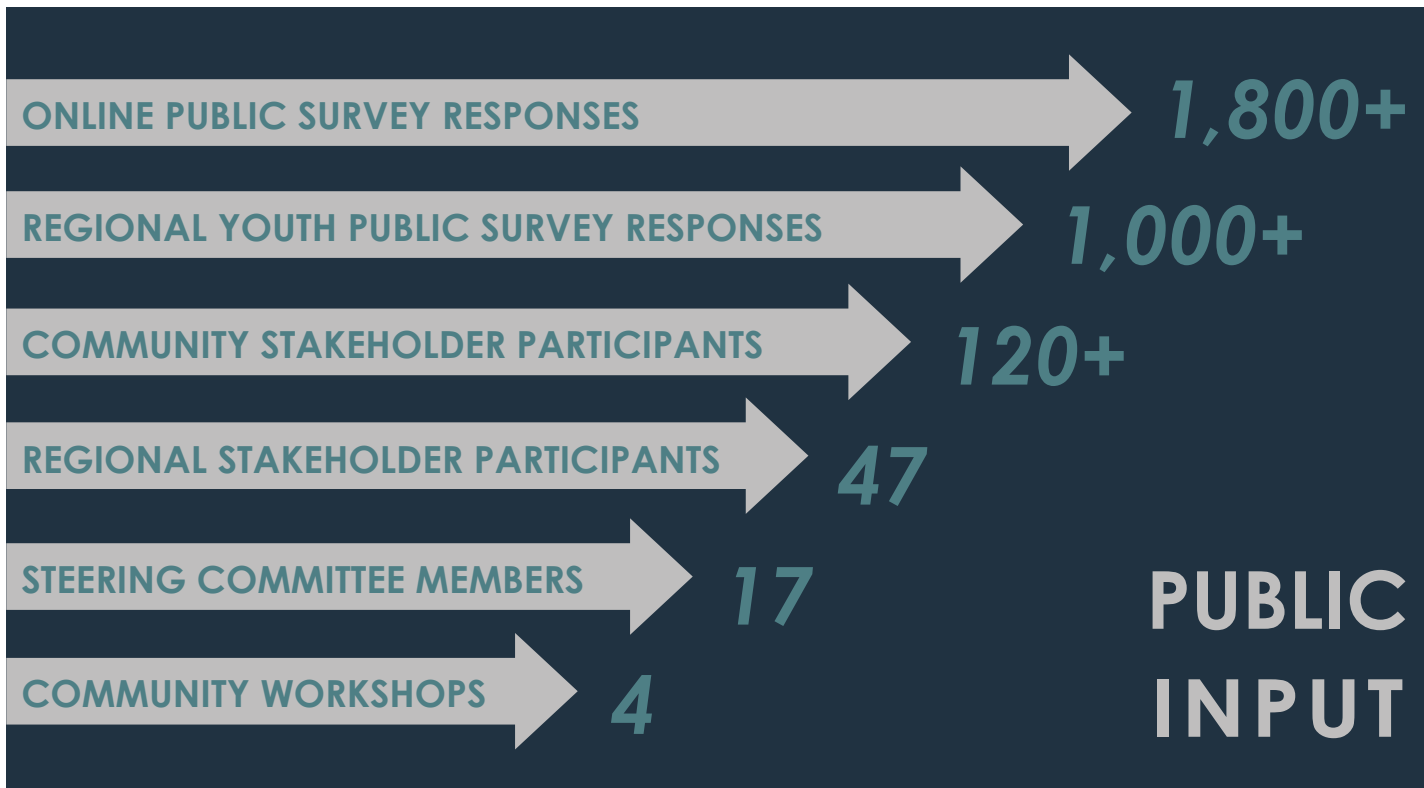 ONLINE PUBLIC SURVEY RESPONSES 1,800+
REGIONAL YOUTH PUBLIC SURVEY RESPONSES 1,000+
COMMUNITY STAKEHOLDER PARTICIPANTS 120+
REGIONAL STAKEHOLDER PARTICIPANTS 47
STEERING COMMITTEE MEMBERS 17
COMMUNITY WORKSHOPS 4
PUBLIC
INPUT